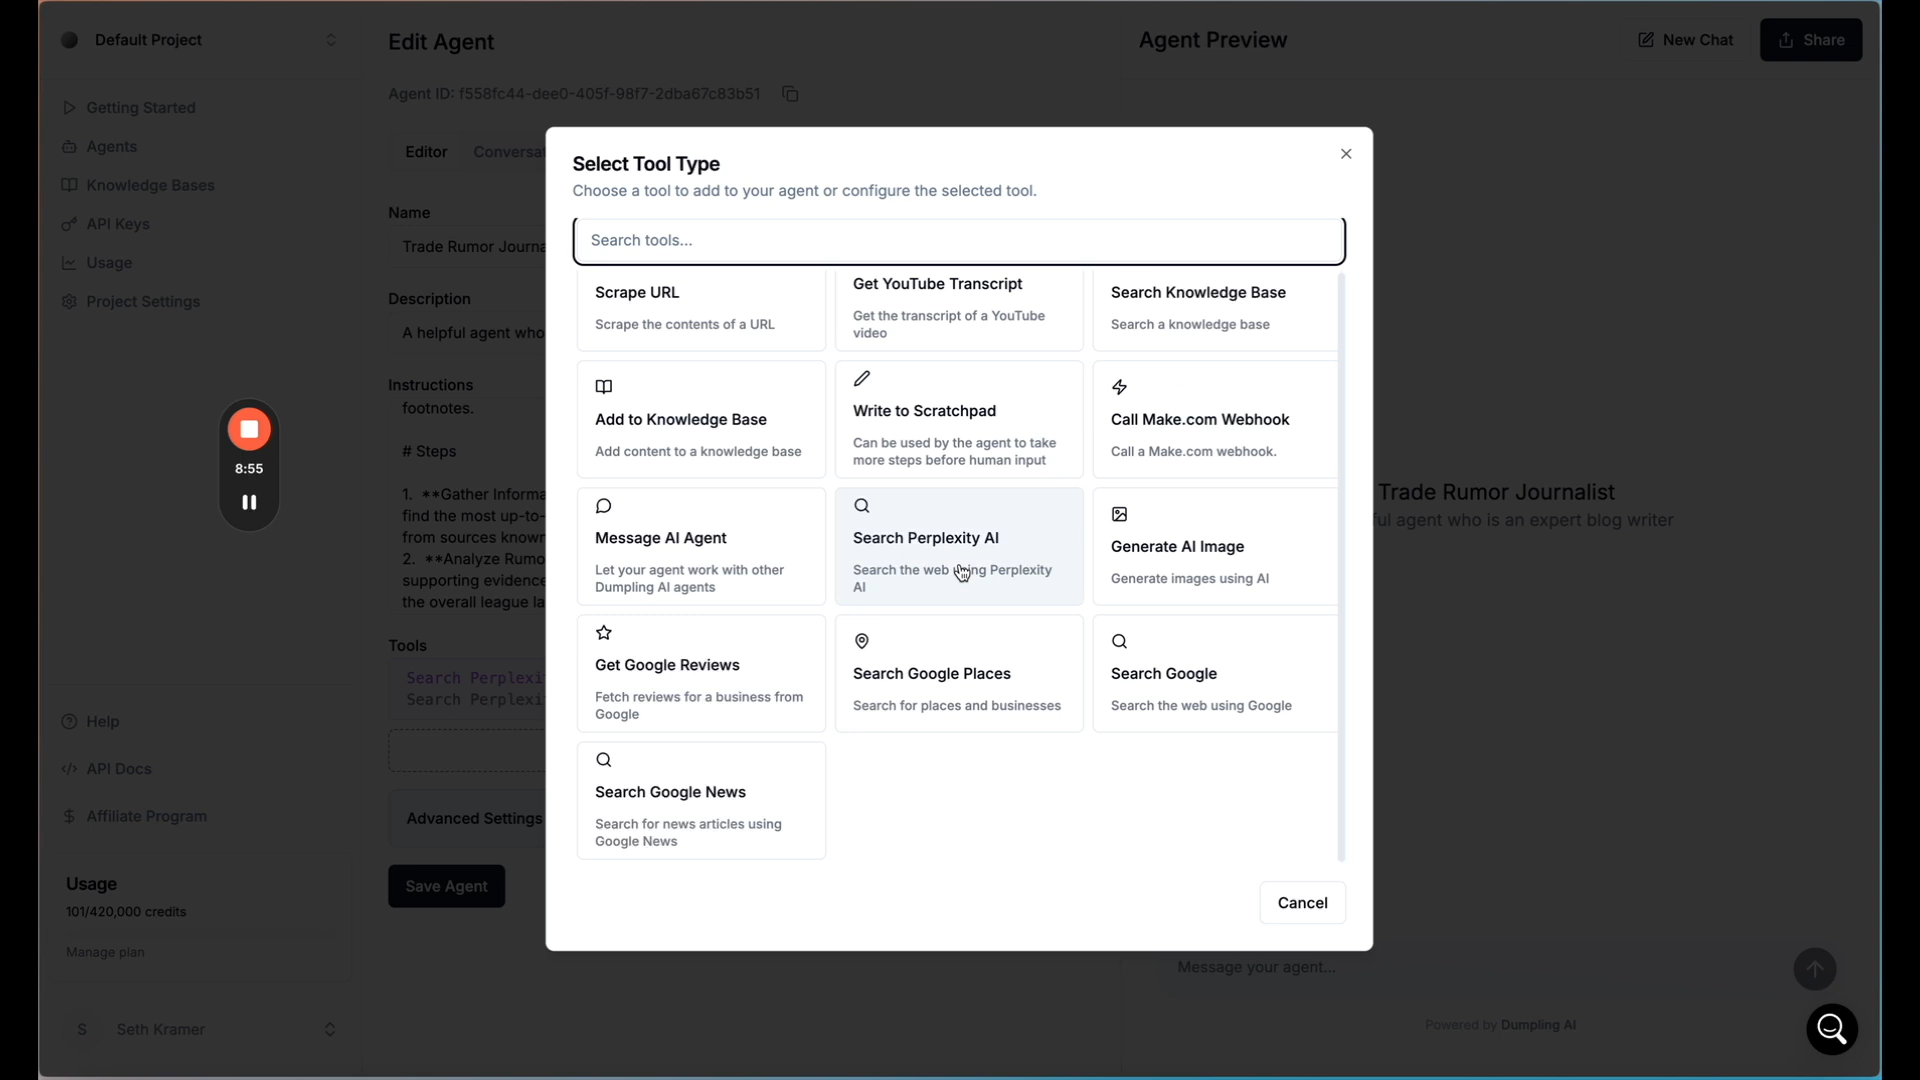 Default Project
Edit Agent
Agent Preview
New Chat
Share
Agent ID: f558fc44-dee0-405f-98f7-2dba67c83b51
Getting Started
Agents
Knowledge Bases
API Keys
Usage
Project Settings
Editor
Conversat
Name
Trade Rumor Journa
Description
A helpful agent who
Instructions
footnotes.
# Steps
1. **Gather Informa
find the most up-to-
from sources known
2. **Analyze Rumo
supporting evidence
the overall league la
Tools
Search Perplexi
Search Perplexi
Advanced Settings
Save Agent
8:55
Select Tool Type
Choose a tool to add to your agent or configure the selected tool.
Search tools...
Scrape URL
Scrape the contents of a URL
Get YouTube Transcript
Get the transcript of a YouTube
video
Search Knowledge Base
Search a knowledge base
Add to Knowledge Base
Add content to a knowledge base
Write to Scratchpad
Can be used by the agent to take
more steps before human input
Call Make.com Webhook
Call a Make.com webhook.
Message AI Agent
Let your agent work with other
Dumpling AI agents
Search Perplexity AI
Search the web using Perplexity
AI
Generate AI Image
Generate images using AI
Get Google Reviews
Fetch reviews for a business from
Google
Search Google Places
Search for places and businesses
Search Google
Search the web using Google
Search Google News
Search for news articles using
Google News
Cancel
Trade Rumor Journalist
ful agent who is an expert blog writer
Help
API Docs
Affiliate Program
Usage
101/420,000 credits
Manage plan
S
Seth Kramer
Message your agent...
Powered by Dumpling AI